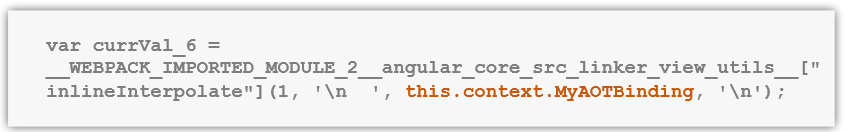 var currVal_6 =
__WEBPACK_IMPORTED_MODULE_2__angular_core_src_linker_view_utils__["
inlineInterpolate"](1, '\n  ', this.context.MyAOTBinding, '\n');